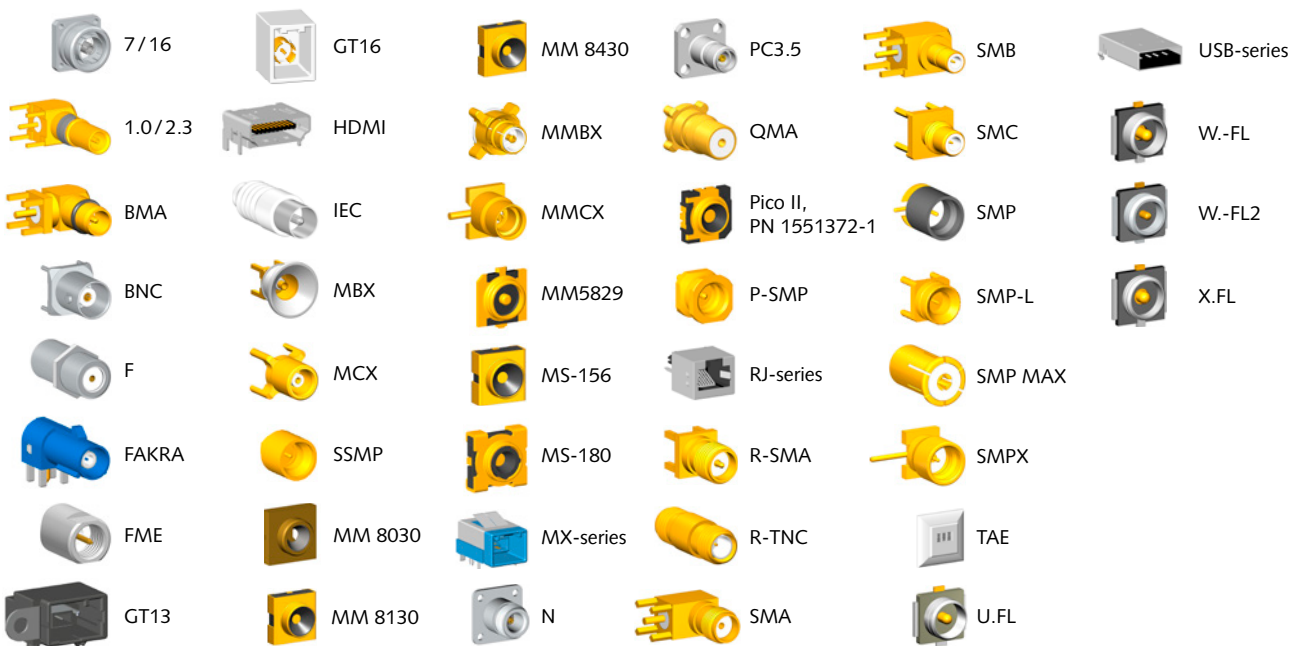 7/16
1.0/2.3
BMA
BNC
F
FAKRA
FME
GT13
GT16
HDMI
IEC
MBX
MCX
SSMP
MM 8030
MM 8130
MM 8430
MMBX
MMCX
MM5829
MS-156
MS-180
MX-series
N
PC3.5
QMA
Pico II,
PN 1551372-1
P-SMP
RJ-series
R-SMA
R-TNC
SMA
SMB
SMC
SMP
SMP-L
SMP MAX
SMPX
TAE
U.FL
USB-series
W.-FL
W.-FL2
X.FL